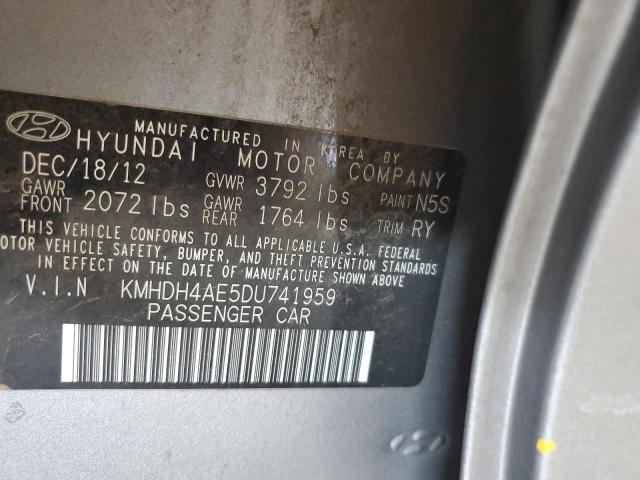 MANUFACTURED IN KOREA BY
HYUNDAI MOTOR COMPANY
DEC/18/12 GVWR 3792 lbs PAINT N5S
GAWR FRONT 2072 lbs GAWR REAR 1764 lbs TRIM RY
THIS VEHICLE CONFORMS TO ALL APPLICABLE U.S.A. FEDERAL
MOTOR VEHICLE SAFETY, BUMPER, AND THEFT PREVENTION STANDARDS
IN EFFECT ON THE DATE OF MANUFACTURE SHOWN ABOVE
V.I.N KMHDH4AE5DU741959
PASSENGER CAR